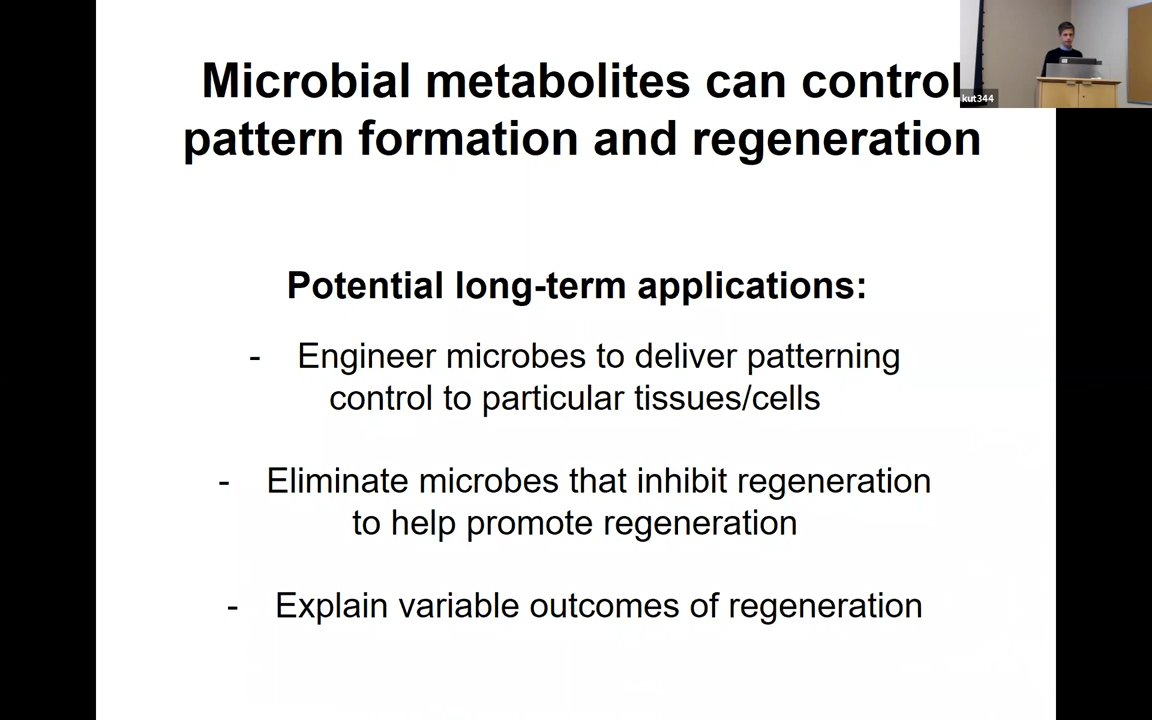 Microbial metabolites can control
pattern formation and regeneration
kut344
Potential long-term applications:
- Engineer microbes to deliver patterning
control to particular tissues/cells
- Eliminate microbes that inhibit regeneration
to help promote regeneration
- Explain variable outcomes of regeneration